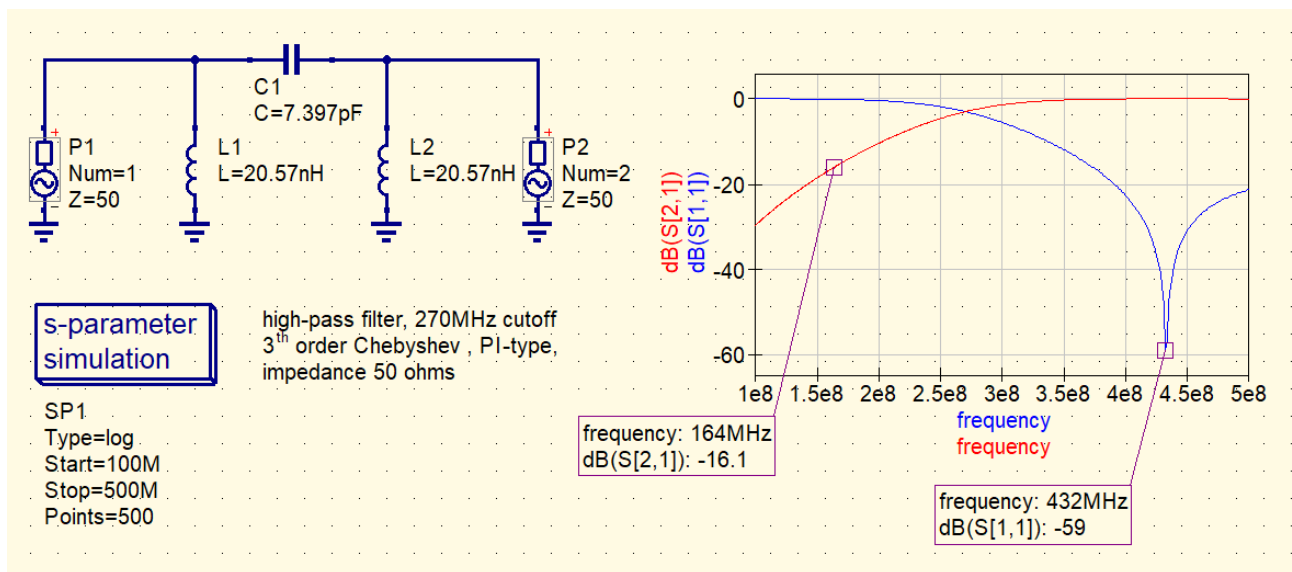 C1
C=7.397pF
P1
Num=1
Z=50
L1
L=20.57nH
L2
L=20.57nH
P2
Num=2
Z=50
s-parameter
simulation
high-pass filter, 270MHz cutoff
3th order Chebyshev , PI-type,
impedance 50 ohms
SP1
Type=log
Start=100M
Stop=500M
Points=500
dB(S[2,1])
dB(S[1,1])
0
-20
-40
-60
1e8 1.5e8 2e8 2.5e8 3e8 3.5e8 4e8 4.5e8 5e8
frequency
frequency
frequency: 164MHz
dB(S[2,1]): -16.1
frequency: 432MHz
dB(S[1,1]): -59